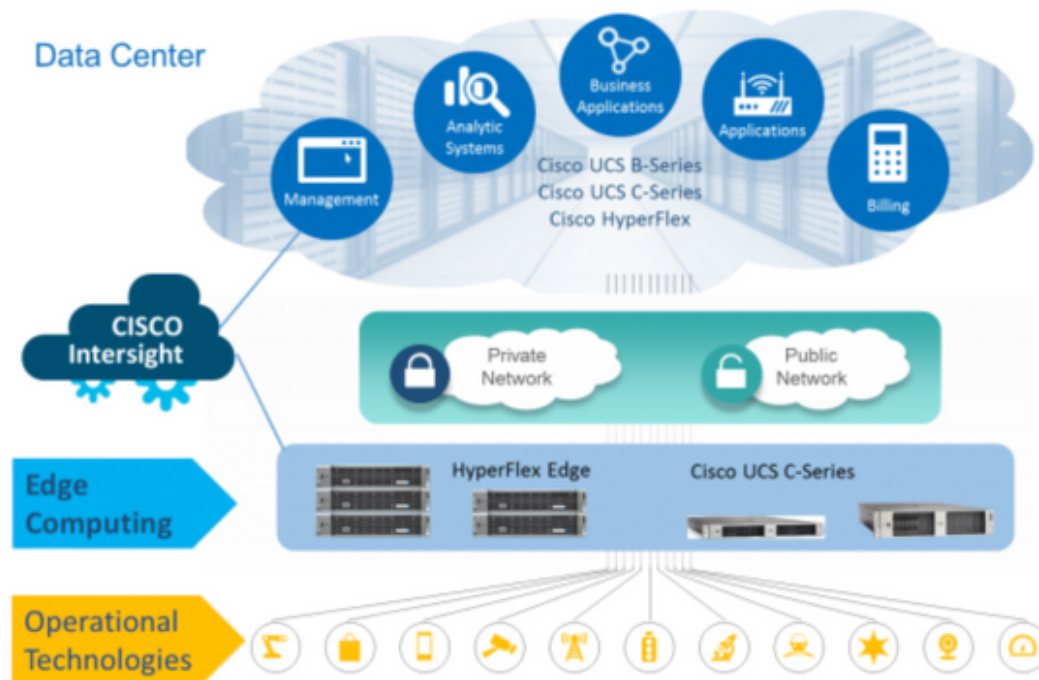 Data Center
Business
Applications
Analytic
Systems
Applications
Management
Billing
Cisco UCS B-Series
Cisco UCS C-Series
Cisco HyperFlex
CISCO
Intersight
Private
Network
Public
Network
Edge
Computing
HyperFlex Edge
Cisco UCS C-Series
Operational
Technologies